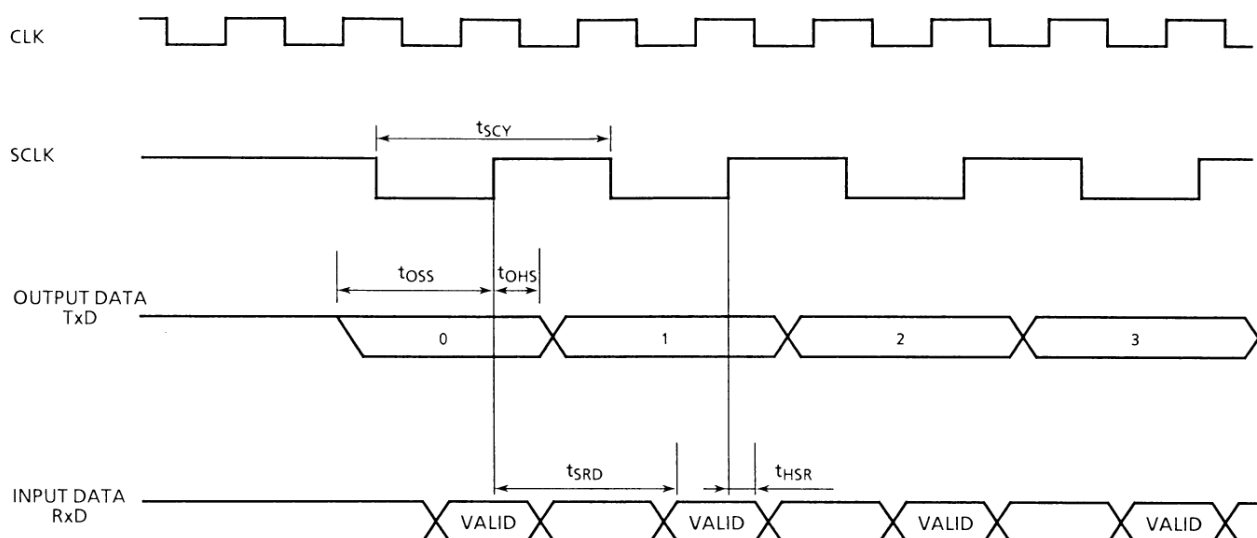 CLK
tSCY
SCLK
tOSS
tOHS
OUTPUT DATA
TxD
0
1
2
3
tSRD
tHSR
INPUT DATA
RxD
VALID
VALID
VALID
VALID